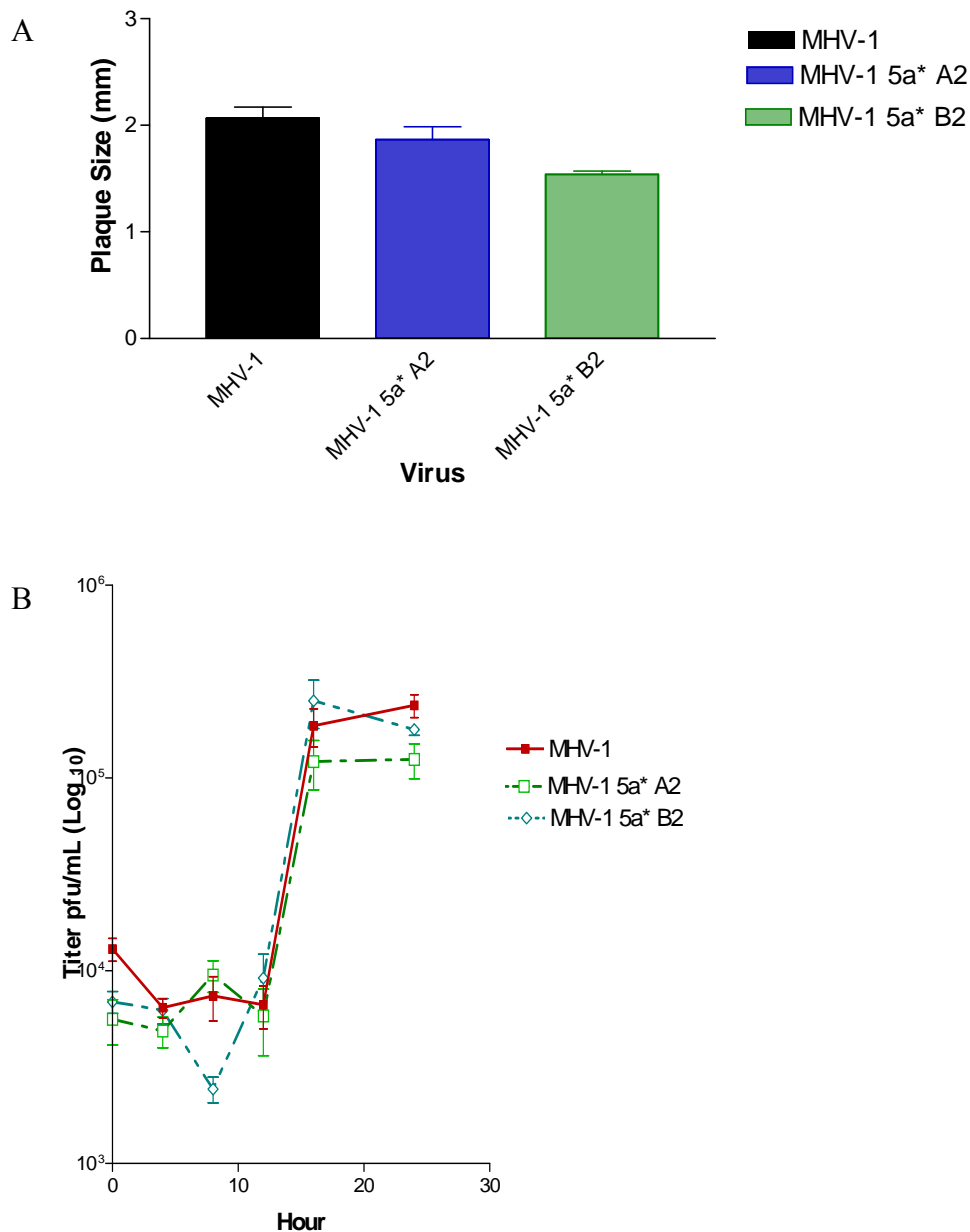 A
3
2
1
0
Plaque Size (mm)
MHV-1
MHV-1 5a* A2
MHV-1 5a* B2
Virus
MHV-1
MHV-1 5a* A2
MHV-1 5a* B2
B
10⁶
10⁵
10⁴
10³
Titer pfu/mL (Log 10)
0 10 20 30
Hour
MHV-1
MHV-1 5a* A2
MHV-1 5a* B2